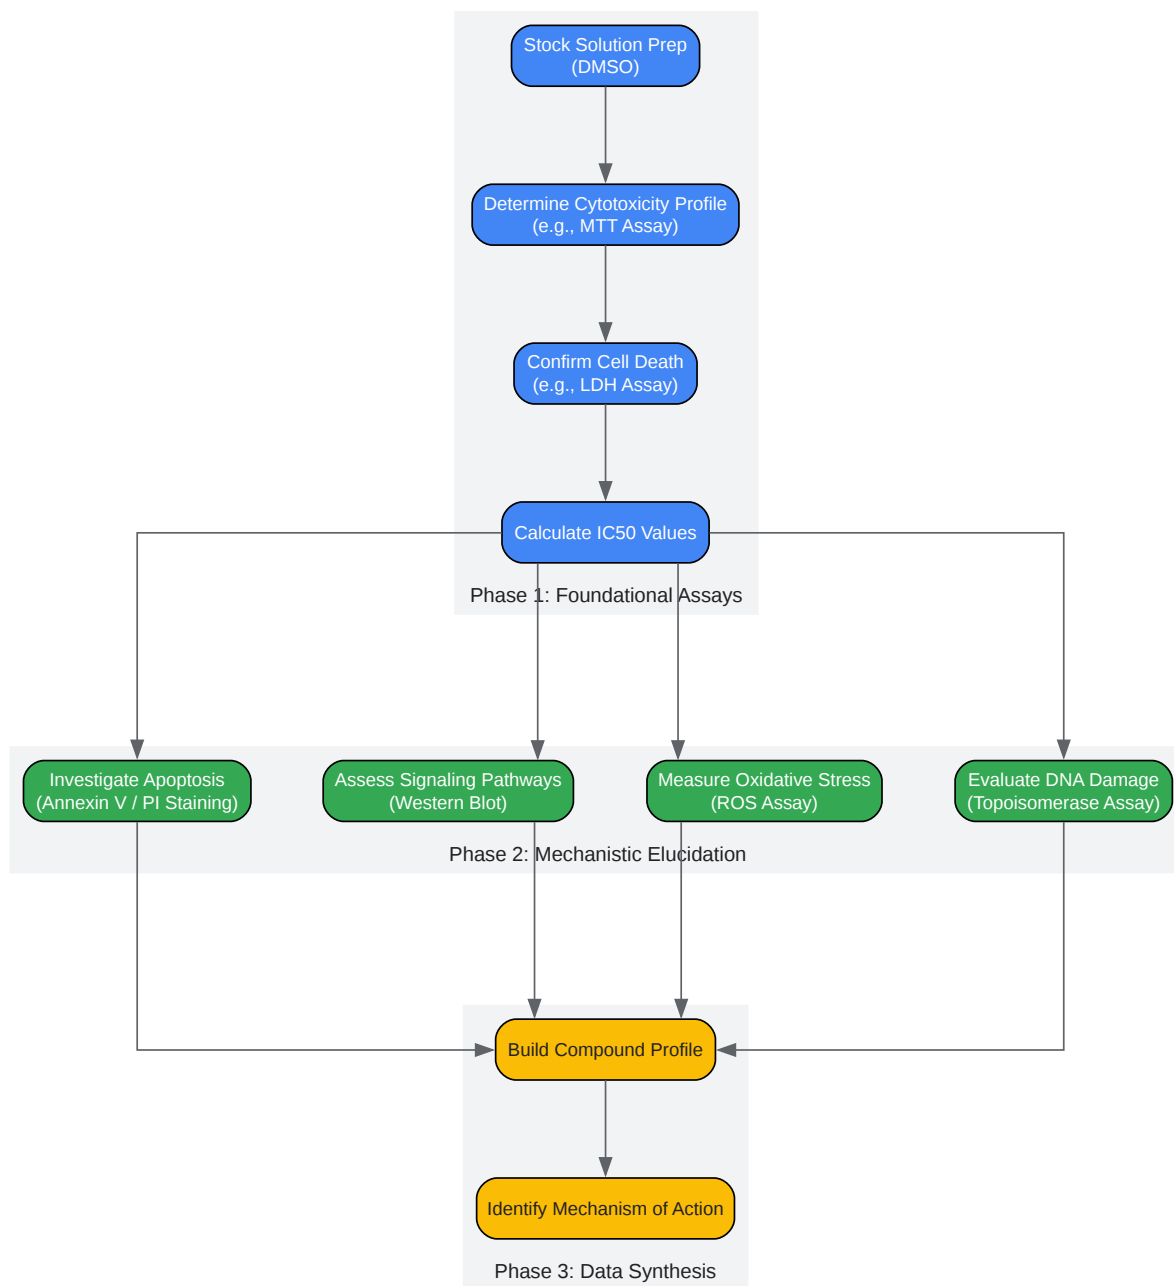 Stock Solution Prep
(DMSO)
Determine Cytotoxicity Profile
(e.g., MTT Assay)
Confirm Cell Death
(e.g., LDH Assay)
Calculate IC50 Values
Phase 1: Foundational Assays
Investigate Apoptosis
(Annexin V / PI Staining)
Assess Signaling Pathways
(Western Blot)
Measure Oxidative Stress
(ROS Assay)
Evaluate DNA Damage
(Topoisomerase Assay)
Phase 2: Mechanistic Elucidation
Build Compound Profile
Identify Mechanism of Action
Phase 3: Data Synthesis